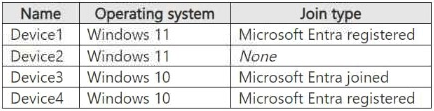 Name Operating system Join type
Device1 Windows 11 Microsoft Entra registered
Device2 Windows 11 None
Device3 Windows 10 Microsoft Entra joined
Device4 Windows 10 Microsoft Entra registered